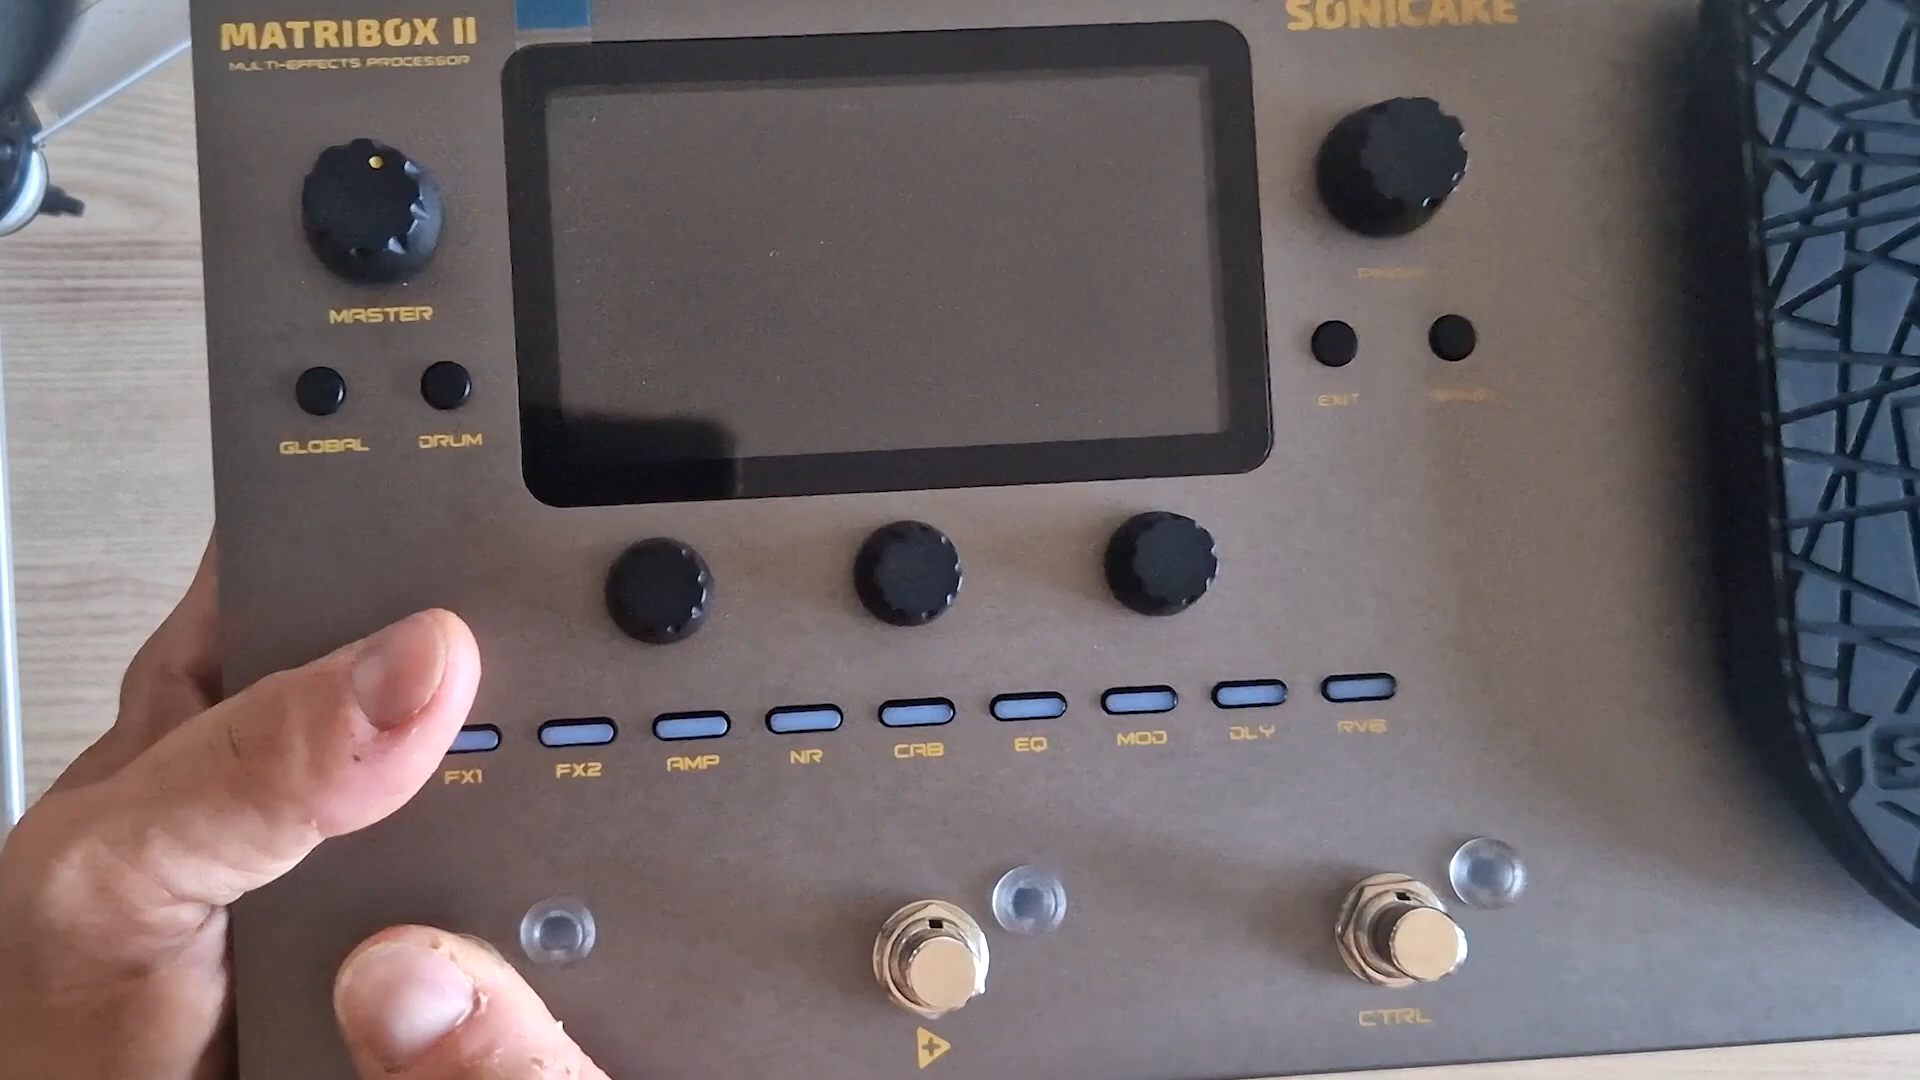 MATRIBOX II
MULTI-EFFECTS PROCESSOR
SONICAKE
MASTER
GLOBAL
DRUM
EXIT
FX1
FX2
AMP
NR
CAB
EQ
MOD
DLY
RVB
CTRL